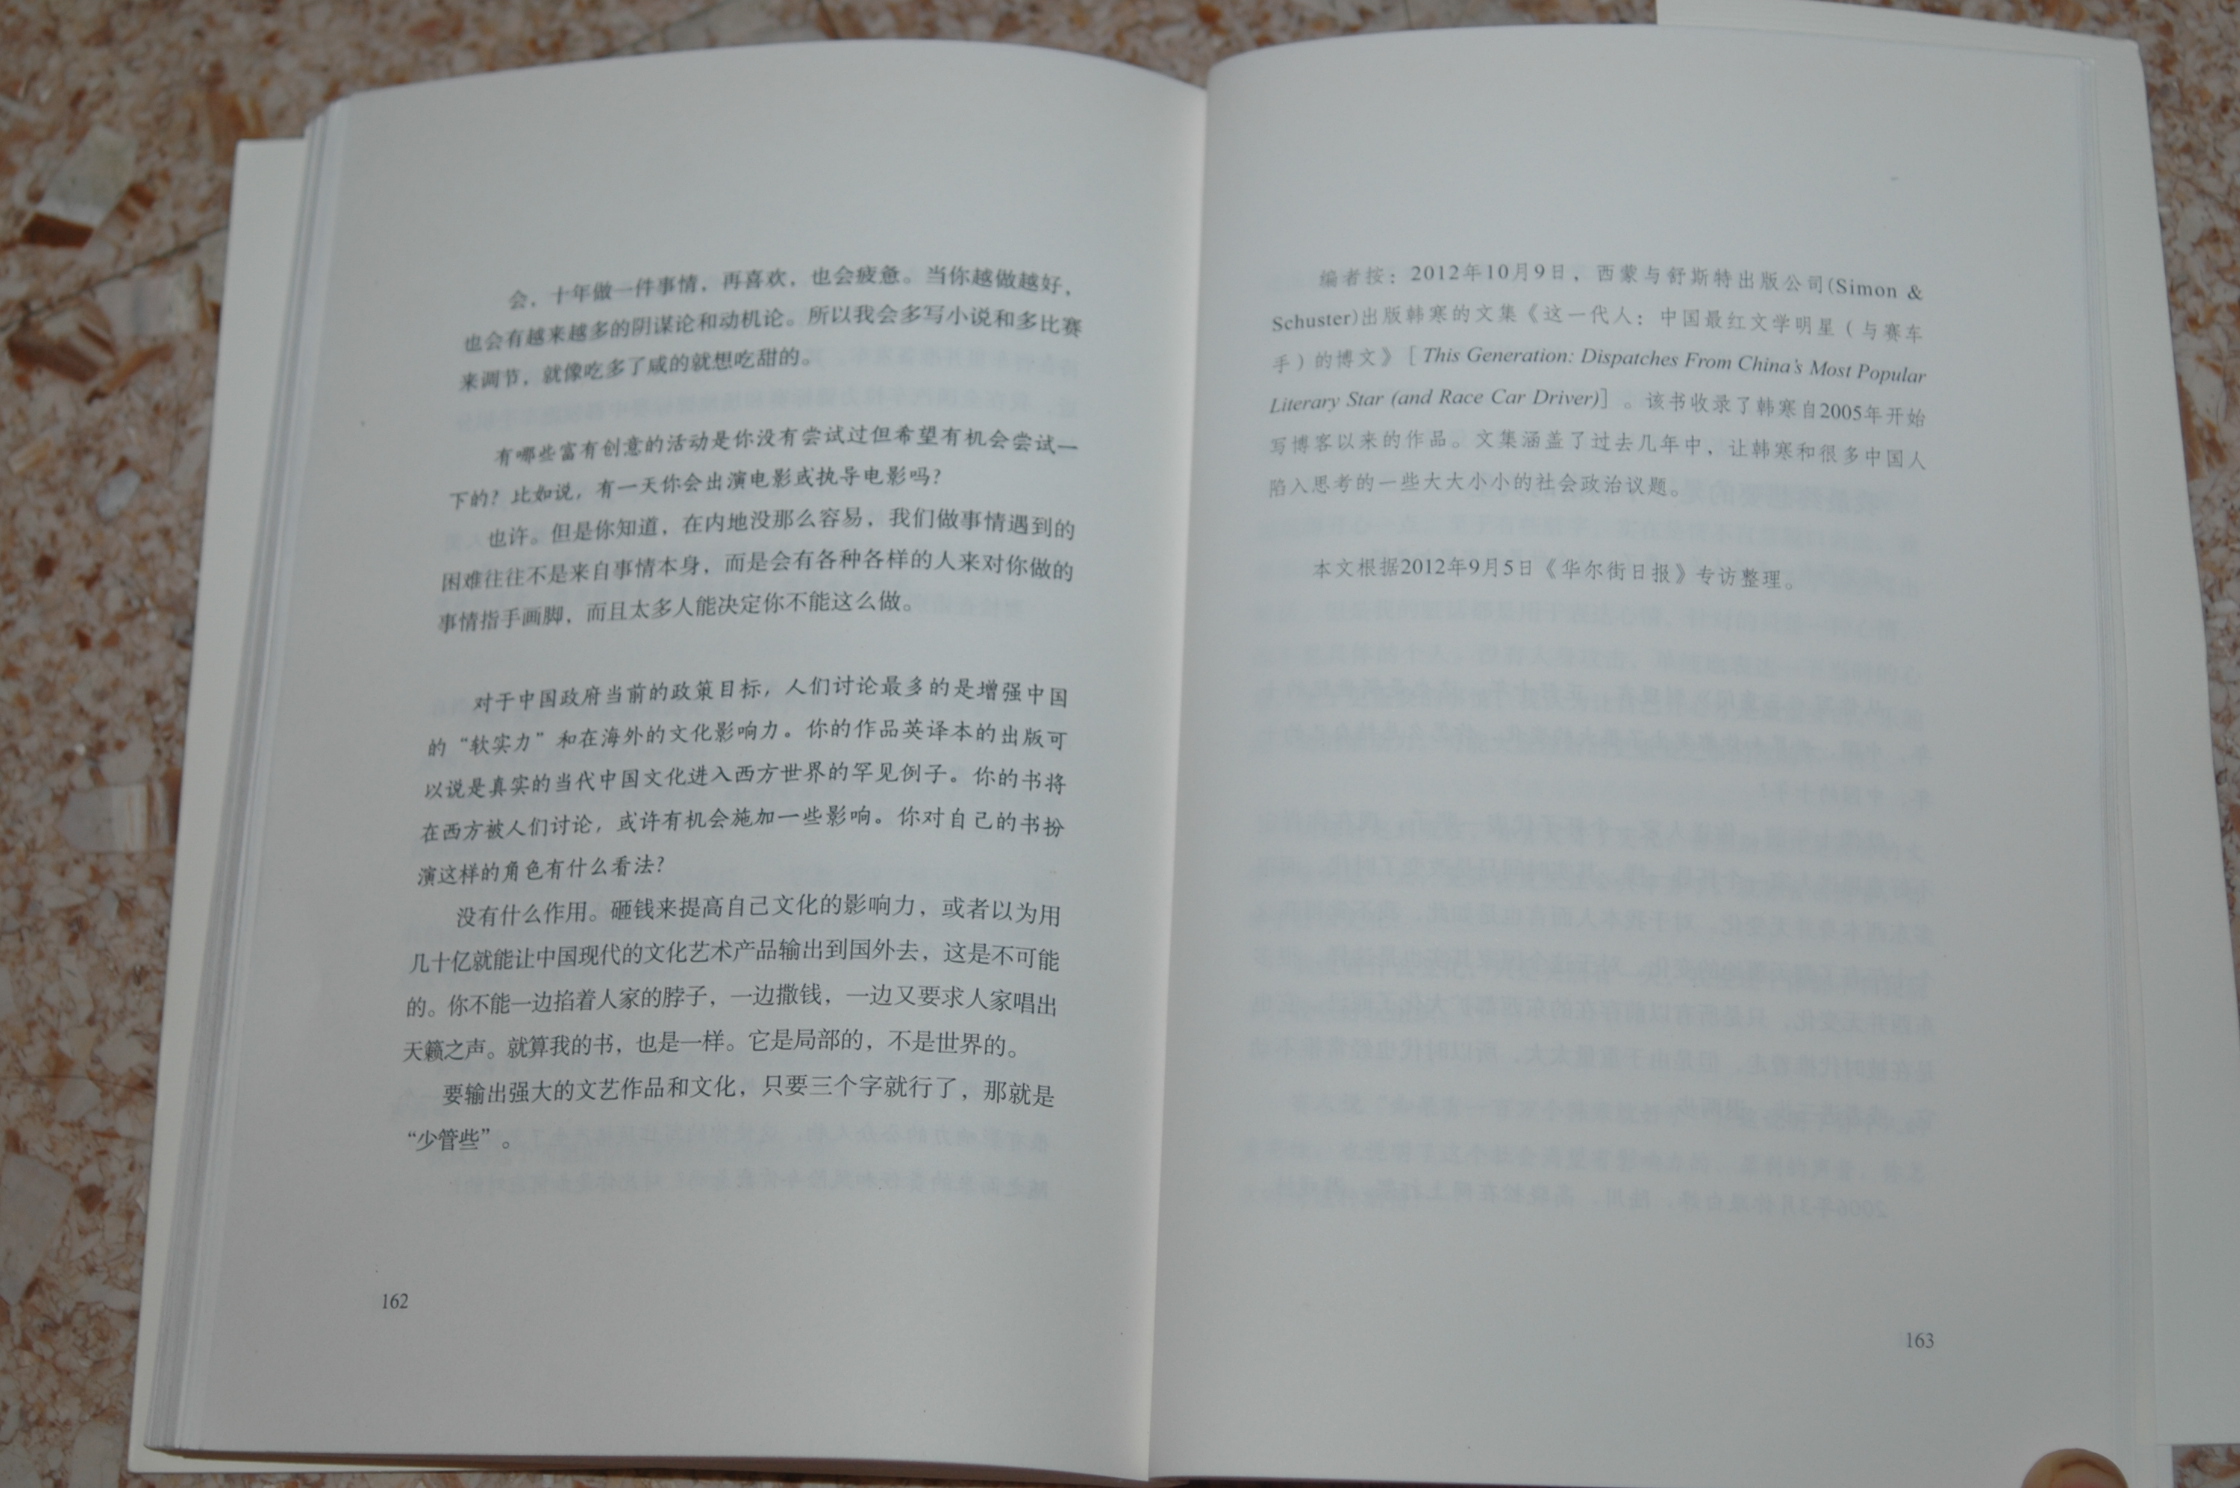 会，十年做一件事情，再喜欢，也会疲惫。当你越做越好，
也会有越来越多的阴谋论和动机论。所以我会多写小说和多比赛
来调节，就像吃多了咸的就想吃甜的。
有哪些富有创意的活动是你没有尝试过但希望有机会尝试一
下的？比如说，有一天你会出演电影或执导电影吗？
也许。但是你知道，在内地没那么容易，我们做事情遇到的
困难往往不是来自事情本身，而是会有各种各样的人来对你做的
事情指手画脚，而且太多人能决定你不能这么做。
对于中国政府当前的政策目标，人们讨论最多的是增强中国
的“软实力”和在海外的文化影响力。你的作品英译本的出版可
以说是真实的当代中国文化进入西方世界的罕见例子。你的书将
在西方被人们讨论，或许有机会施加一些影响。你对自己的书扮
演这样的角色有什么看法？
没有什么作用。砸钱来提高自己文化的影响力，或者以为用
几十亿就能让中国现代的文化艺术产品输出到国外去，这是不可能
的。你不能一边掐着人家的脖子，一边撒钱，一边又要求人家唱出
天籁之声。就算我的书，也是一样。它是局部的，不是世界的。
要输出强大的文艺作品和文化，只要三个字就行了，那就是
“少管些”。
162
编者按：2012年10月9日，西蒙与舒斯特出版公司(Simon &
Schuster)出版韩寒的文集《这一代人：中国最红文学明星（与赛车
手）的博文》［This Generation: Dispatches From China's Most Popular
Literary Star (and Race Car Driver)］。该书收录了韩寒自2005年开始
写博客以来的作品。文集涵盖了过去几年中，让韩寒和很多中国人
陷入思考的一些大大小小的社会政治议题。
本文根据2012年9月5日《华尔街日报》专访整理。
163